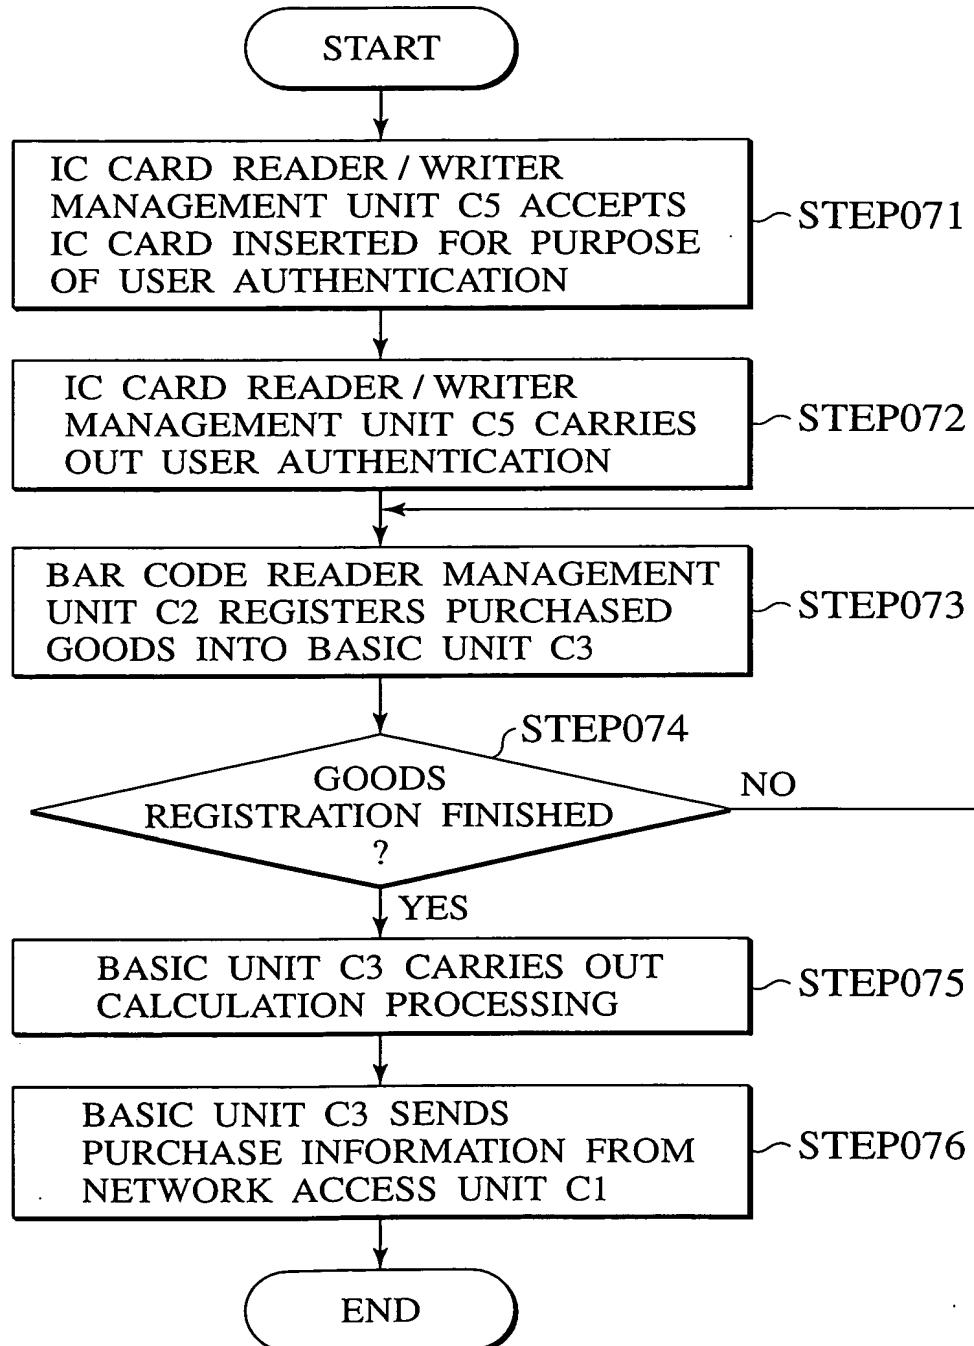 START
IC CARD READER / WRITER
MANAGEMENT UNIT C5 ACCEPTS
IC CARD INSERTED FOR PURPOSE
OF USER AUTHENTICATION
STEP071
IC CARD READER / WRITER
MANAGEMENT UNIT C5 CARRIES
OUT USER AUTHENTICATION
STEP072
BAR CODE READER MANAGEMENT
UNIT C2 REGISTERS PURCHASED
GOODS INTO BASIC UNIT C3
STEP073
STEP074
GOODS
REGISTRATION FINISHED
?
NO
YES
BASIC UNIT C3 CARRIES OUT
CALCULATION PROCESSING
STEP075
BASIC UNIT C3 SENDS
PURCHASE INFORMATION FROM
NETWORK ACCESS UNIT C1
STEP076
END